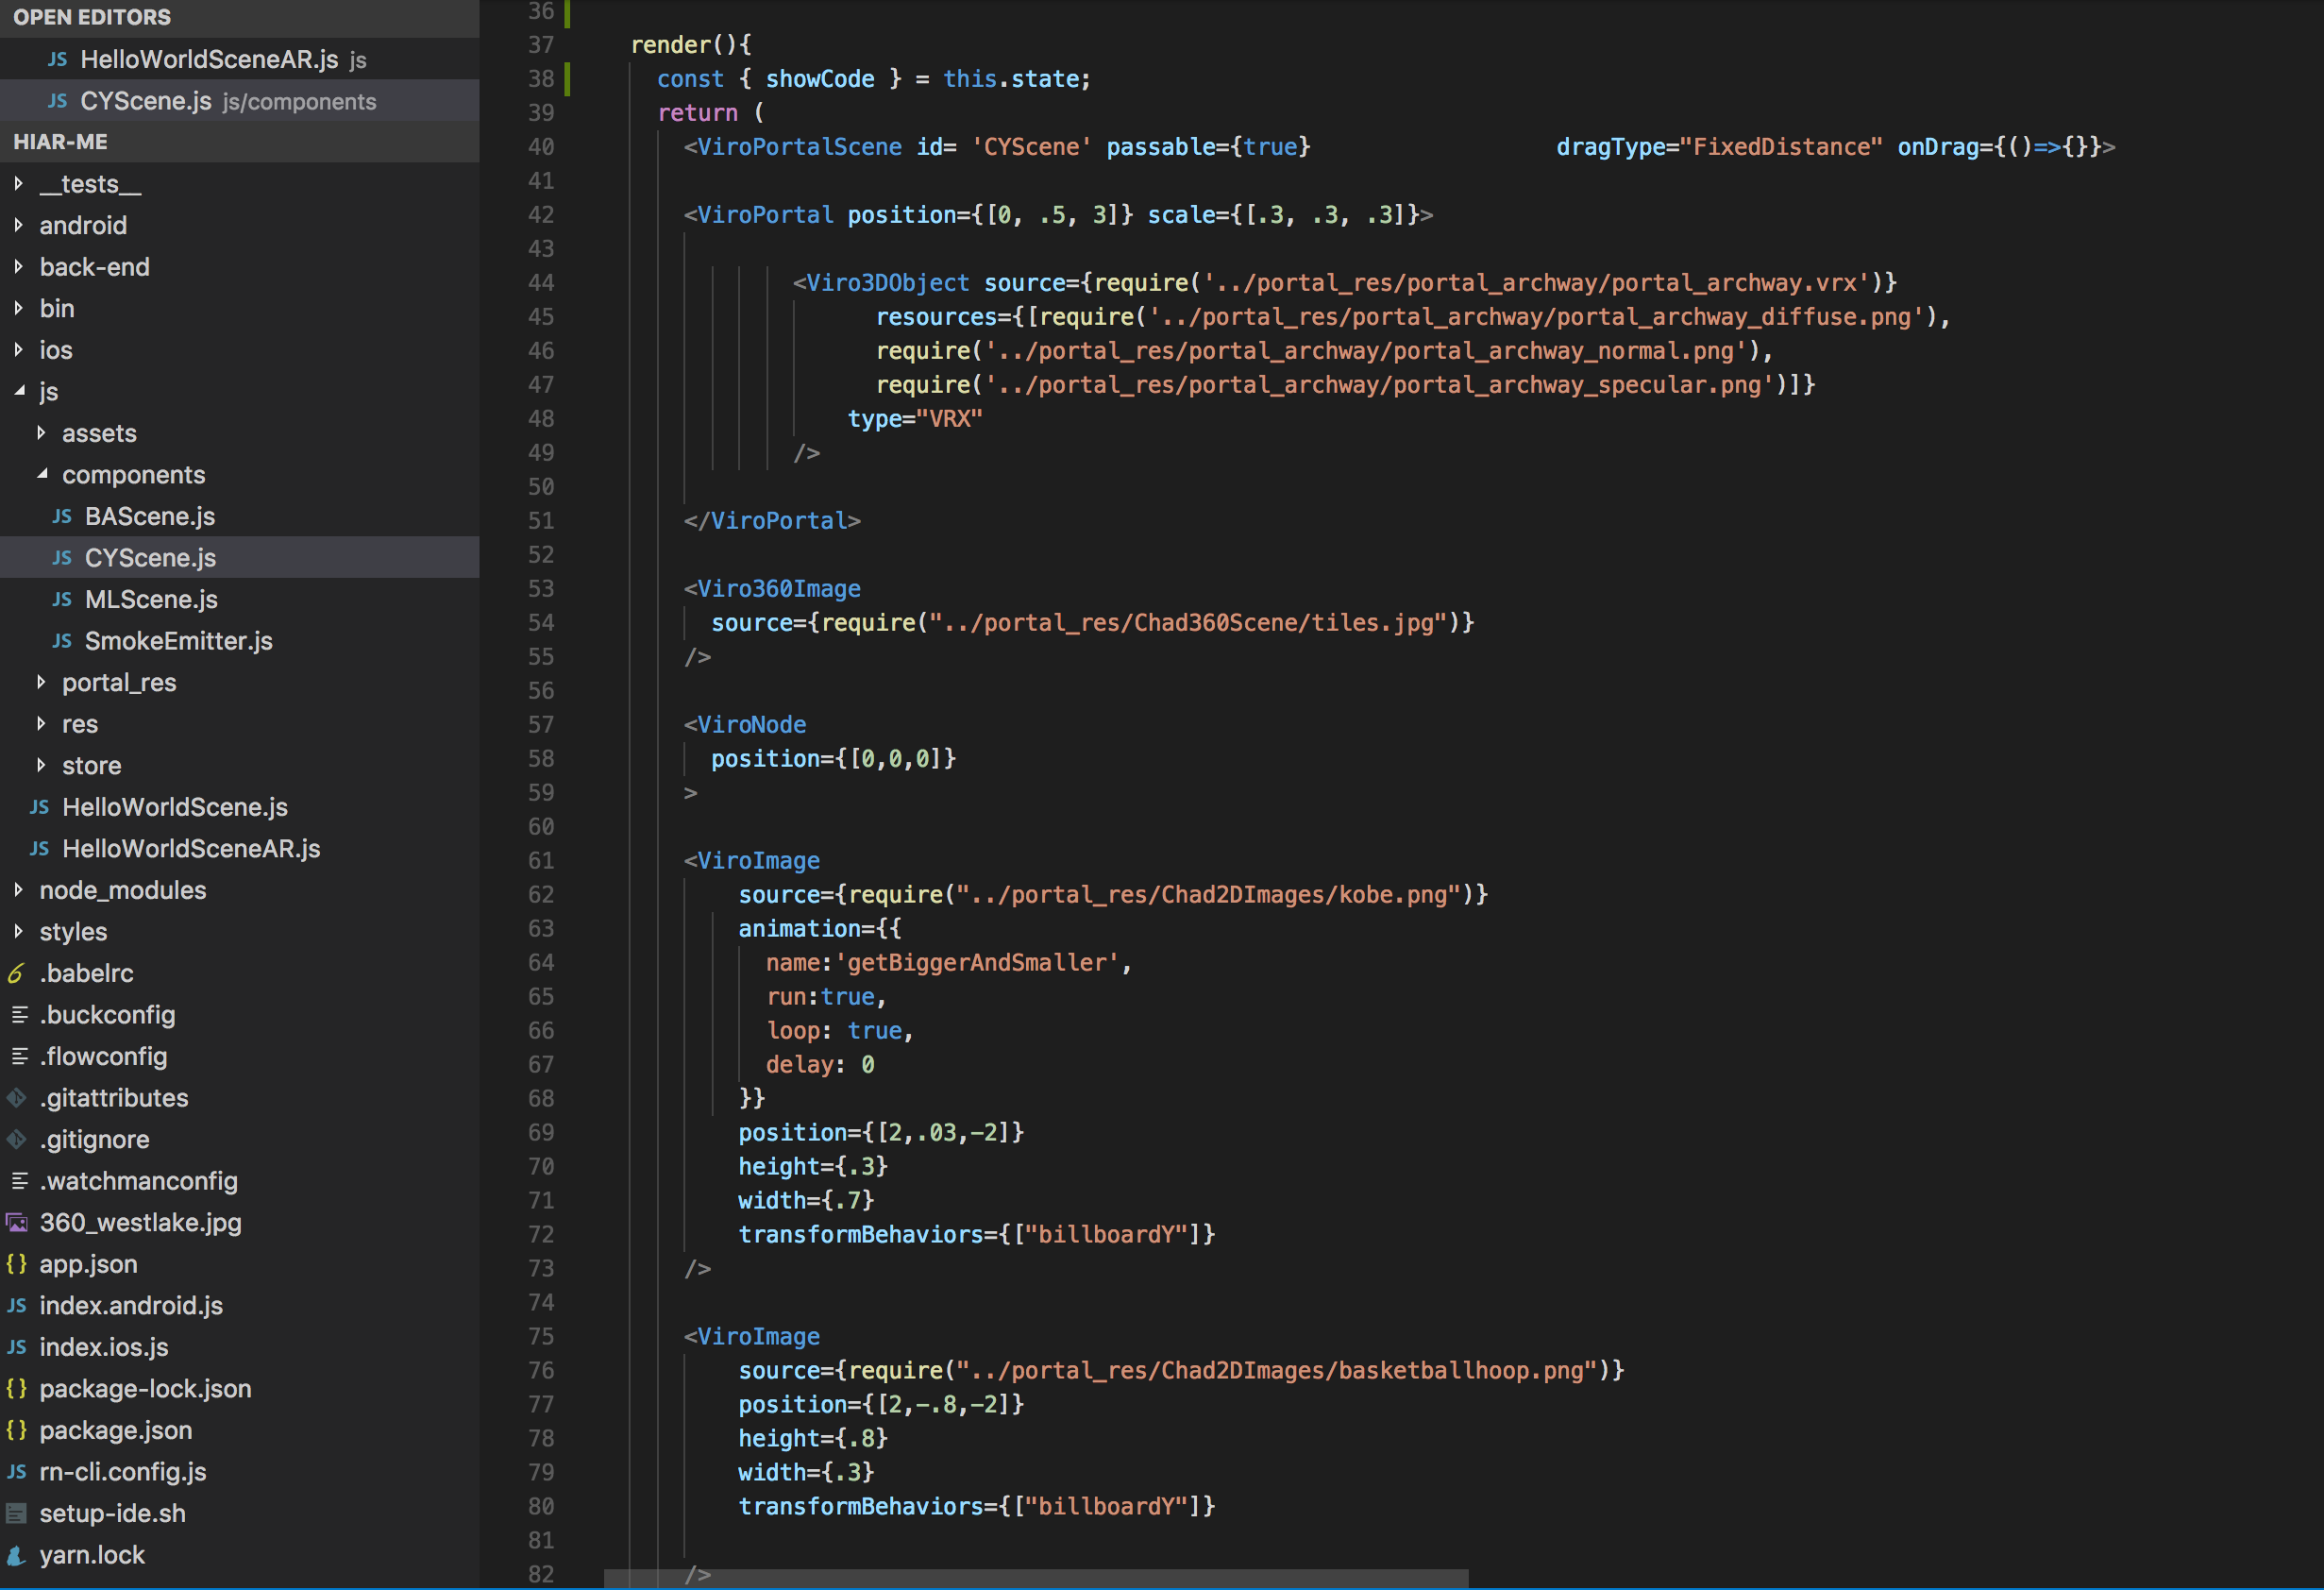 OPEN EDITORS
JS HelloWorldSceneAR.js js
JS CYScene.js js/components
HIAR-ME
__tests__
android
back-end
bin
ios
js
assets
components
JS BAScene.js
JS CYScene.js
JS MLScene.js
JS SmokeEmitter.js
portal_res
res
store
JS HelloWorldScene.js
JS HelloWorldSceneAR.js
node_modules
styles
.babelrc
.buckconfig
.flowconfig
.gitattributes
.gitignore
.watchmanconfig
360_westlake.jpg
{} app.json
JS index.android.js
JS index.ios.js
{} package-lock.json
{} package.json
JS rn-cli.config.js
setup-ide.sh
yarn.lock
36
37 render(){
38 const { showCode } = this.state;
39 return (
40 <ViroPortalScene id= 'CYScene' passable={true} dragType="FixedDistance" onDrag={()=>{}}>
41
42 <ViroPortal position={[0, .5, 3]} scale={[.3, .3, .3]}>
43
44 <Viro3DObject source={require('../portal_res/portal_archway/portal_archway.vrx')}
45 resources={[require('../portal_res/portal_archway/portal_archway_diffuse.png'),
46 require('../portal_res/portal_archway/portal_archway_normal.png'),
47 require('../portal_res/portal_archway/portal_archway_specular.png')]}
48 type="VRX"
49 />
50
51 </ViroPortal>
52
53 <Viro360Image
54 source={require("../portal_res/Chad360Scene/tiles.jpg")}
55 />
56
57 <ViroNode
58 position={[0,0,0]}
59 >
60
61 <ViroImage
62 source={require("../portal_res/Chad2DImages/kobe.png")}
63 animation={{
64 name:'getBiggerAndSmaller',
65 run:true,
66 loop: true,
67 delay: 0
68 }}
69 position={[2,.03,-2]}
70 height={.3}
71 width={.7}
72 transformBehaviors={["billboardY"]}
73 />
74
75 <ViroImage
76 source={require("../portal_res/Chad2DImages/basketballhoop.png")}
77 position={[2,-.8,-2]}
78 height={.8}
79 width={.3}
80 transformBehaviors={["billboardY"]}
81
82 />